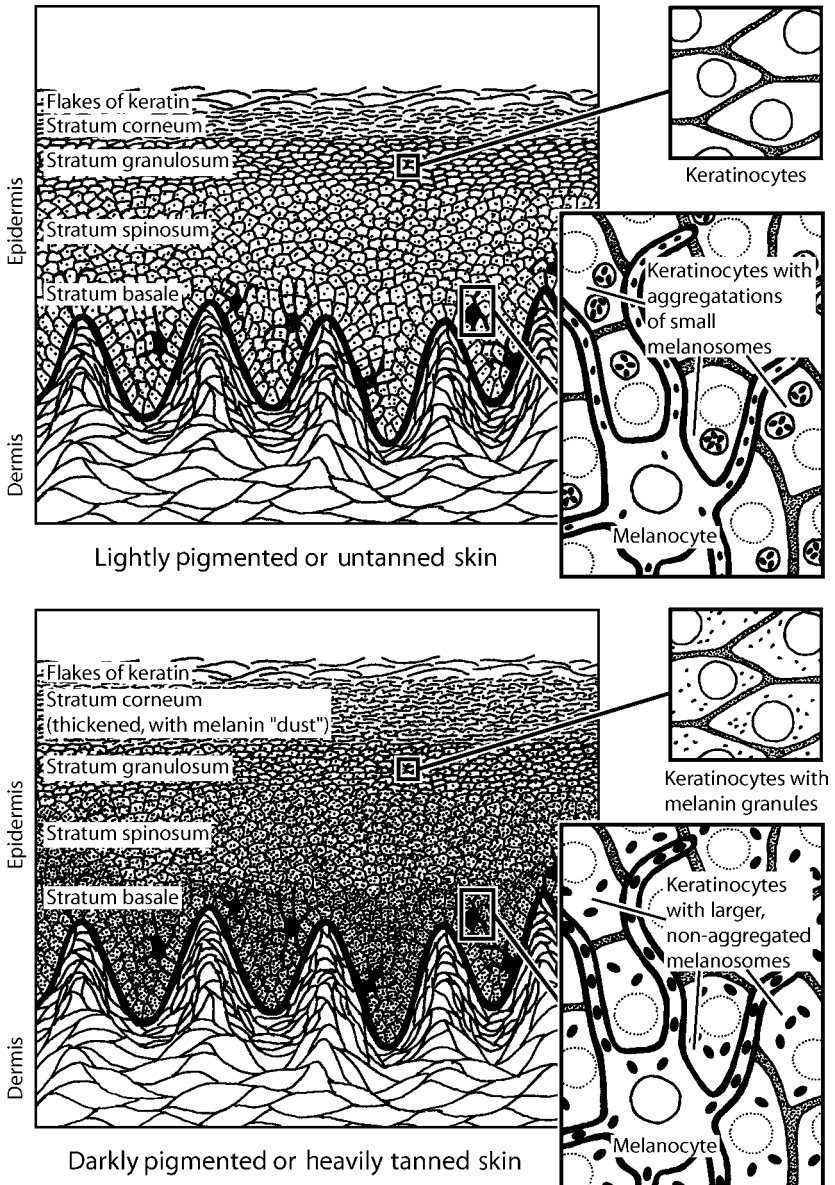 Flakes of keratin
Stratum corneum
Stratum granulosum
Stratum spinosum
Stratum basale
Epidermis
Dermis
Keratinocytes
Keratinocytes with
aggregatations
of small
melanosomes
Melanocyte
Lightly pigmented or untanned skin
Flakes of keratin
Stratum corneum
(thickened, with melanin "dust")
Stratum granulosum
Stratum spinosum
Stratum basale
Epidermis
Dermis
Keratinocytes with
melanin granules
Keratinocytes
with larger,
non-aggregated
melanosomes
Melanocyte
Darkly pigmented or heavily tanned skin